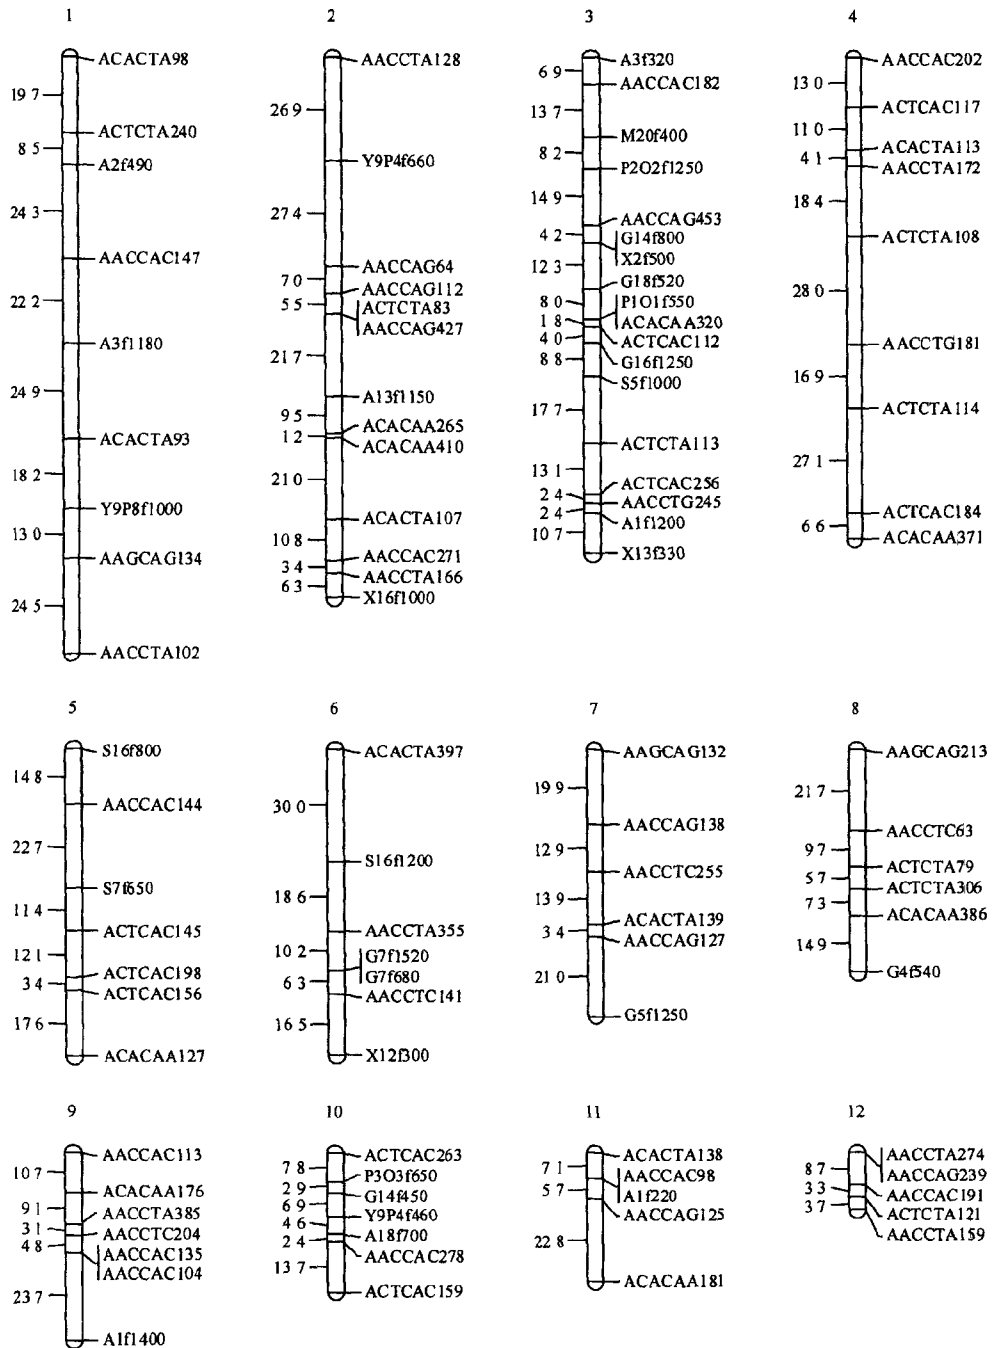 1
ACACTA98
19 7
ACTCTA240
8 5
A2f490
24 3
AACCAC147
22 2
A3f1180
24 9
ACACTA93
18 2
Y9P8f1000
13 0
AAGCAG134
24 5
AACCTA102
2
AACCTA128
26 9
Y9P4f660
27 4
AACCAG64
7 0
AACCAG112
5 5
ACTCTA83
AACCAG427
21 7
A13f1150
9 5
ACACAA265
1 2
ACACAA410
21 0
ACACTA107
10 8
AACCAC271
3 4
AACCTA166
6 3
X16f1000
3
A3f320
6 9
AACCAC182
13 7
M20f400
8 2
P2O2f1250
14 9
AACCAG453
4 2
G14f800
X2f500
12 3
G18f520
8 0
P1O1f550
ACACAA320
1 8
ACTCAC112
4 0
G16f1250
8 8
S5f1000
17 7
ACTCTA113
13 1
ACTCAC256
2 4
AACCTG245
2 4
A1f1200
10 7
X13f330
4
AACCAC202
13 0
ACTCAC117
11 0
ACACTA113
4 1
AACCTA172
18 4
ACTCTA108
28 0
AACCTG181
16 9
ACTCTA114
27 1
ACTCAC184
6 6
ACACAA371
5
S16f800
14 8
AACCAC144
22 7
S7f650
11 4
ACTCAC145
12 1
ACTCAC198
3 4
ACTCAC156
17 6
ACACAA127
6
ACACTA397
30 0
S16f1200
18 6
AACCTA355
10 2
G7f1520
G7f680
6 3
AACCTC141
16 5
X12f300
7
AAGCAG132
19 9
AACCAG138
12 9
AACCTC255
13 9
ACACTA139
3 4
AACCAG127
21 0
G5f1250
8
AAGCAG213
21 7
AACCTC63
9 7
ACTCTA79
5 7
ACTCTA306
7 3
ACACAA386
14 9
G4f540
9
AACCAC113
10 7
ACACAA176
9 1
AACCTA385
3 1
AACCTC204
4 8
AACCAC135
AACCAC104
23 7
A1f1400
10
ACTCAC263
7 8
P3O3f650
2 9
G14f450
6 9
Y9P4f460
4 6
A18f700
2 4
AACCAC278
13 7
ACTCAC159
11
ACACTA138
7 1
AACCAC98
A1f220
5 7
AACCAG125
22 8
ACACAA181
12
AACCTA274
AACCAG239
8 7
AACCAC191
3 3
ACTCTA121
3 7
AACCTA159